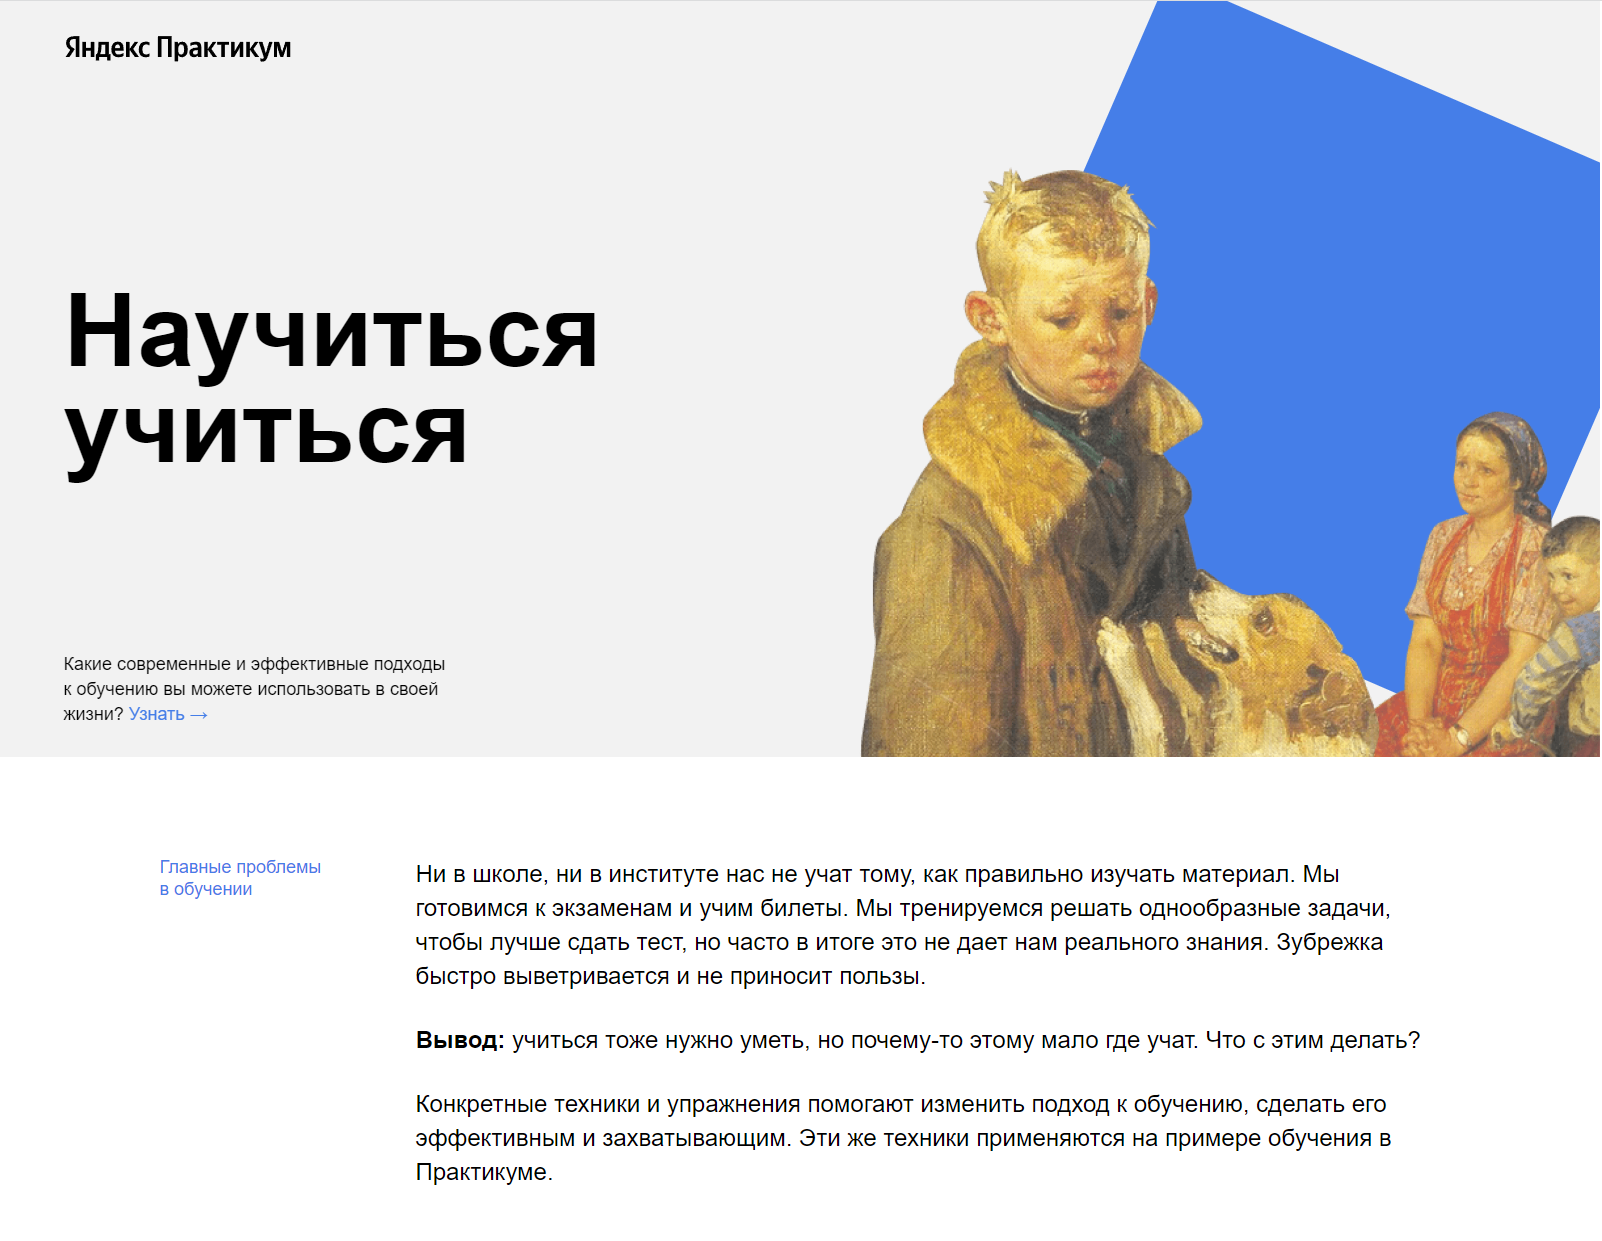 Яндекс Практикум
Научиться
учиться
Какие современные и эффективные подходы
к обучению вы можете использовать в своей
жизни? Узнать →
Главные проблемы
в обучении
Ни в школе, ни в институте нас не учат тому, как правильно изучать материал. Мы
готовимся к экзаменам и учим билеты. Мы тренируемся решать однообразные задачи,
чтобы лучше сдать тест, но часто в итоге это не дает нам реального знания. Зубрежка
быстро выветривается и не приносит пользы.
Вывод: учиться тоже нужно уметь, но почему-то этому мало где учат. Что с этим делать?
Конкретные техники и упражнения помогают изменить подход к обучению, сделать его
эффективным и захватывающим. Эти же техники применяются на примере обучения в
Практикуме.